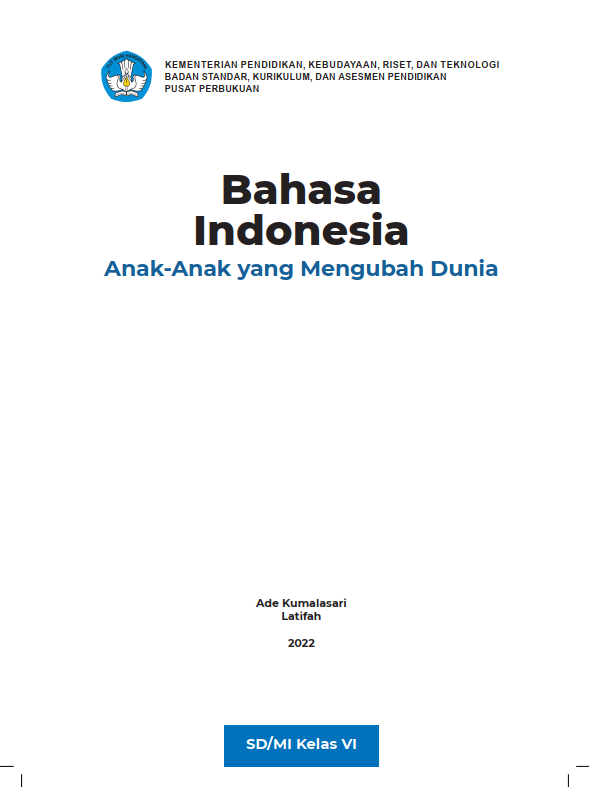 KEMENTERIAN PENDIDIKAN, KEBUDAYAAN, RISET, DAN TEKNOLOGI
BADAN STANDAR, KURIKULUM, DAN ASESMEN PENDIDIKAN
PUSAT PERBUKUAN
Bahasa
Indonesia
Anak-Anak yang Mengubah Dunia
Ade Kumalasari
Latifah
2022
SD/MI Kelas VI